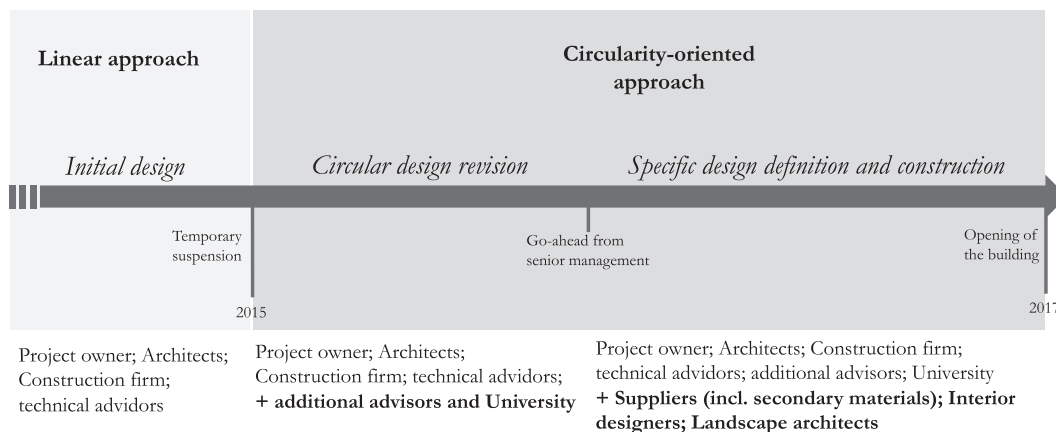 Linear approach
Circularity-oriented
approach
Initial design
Circular design revision
Specific design definition and construction
Temporary
suspension
Go-ahead from
senior management
Opening of
the building
2015
2017
Project owner; Architects;
Construction firm;
technical advidors
Project owner; Architects;
Construction firm; technical advidors;
+ additional advisors and University
Project owner; Architects; Construction firm;
technical advidors; additional advisors; University
+ Suppliers (incl. secondary materials); Interior
designers; Landscape architects